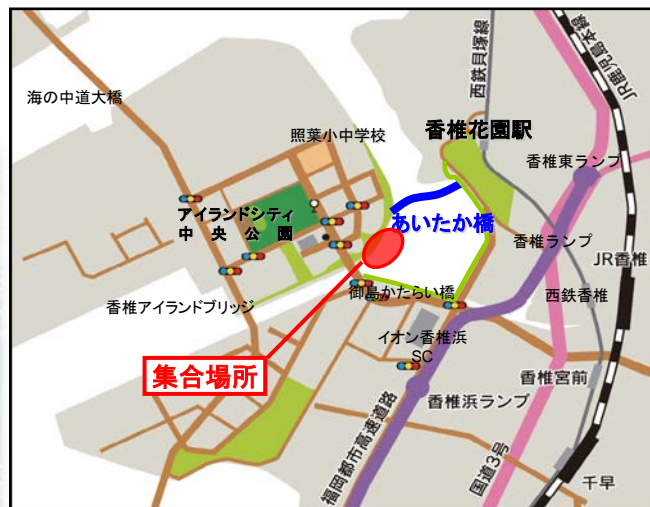 海の中道大橋
照葉小中学校
西鉄貝塚線
JR鹿児島本線
香椎花園駅
香椎東ランプ
アイランドシティ
中央公園
あいたか橋
香椎ランプ
JR香椎
香椎アイランドブリッジ
御島かたらい橋
西鉄香椎
イオン香椎浜
SC
集合場所
香椎宮前
香椎浜ランプ
福岡都市高速道路
国道3号
千早